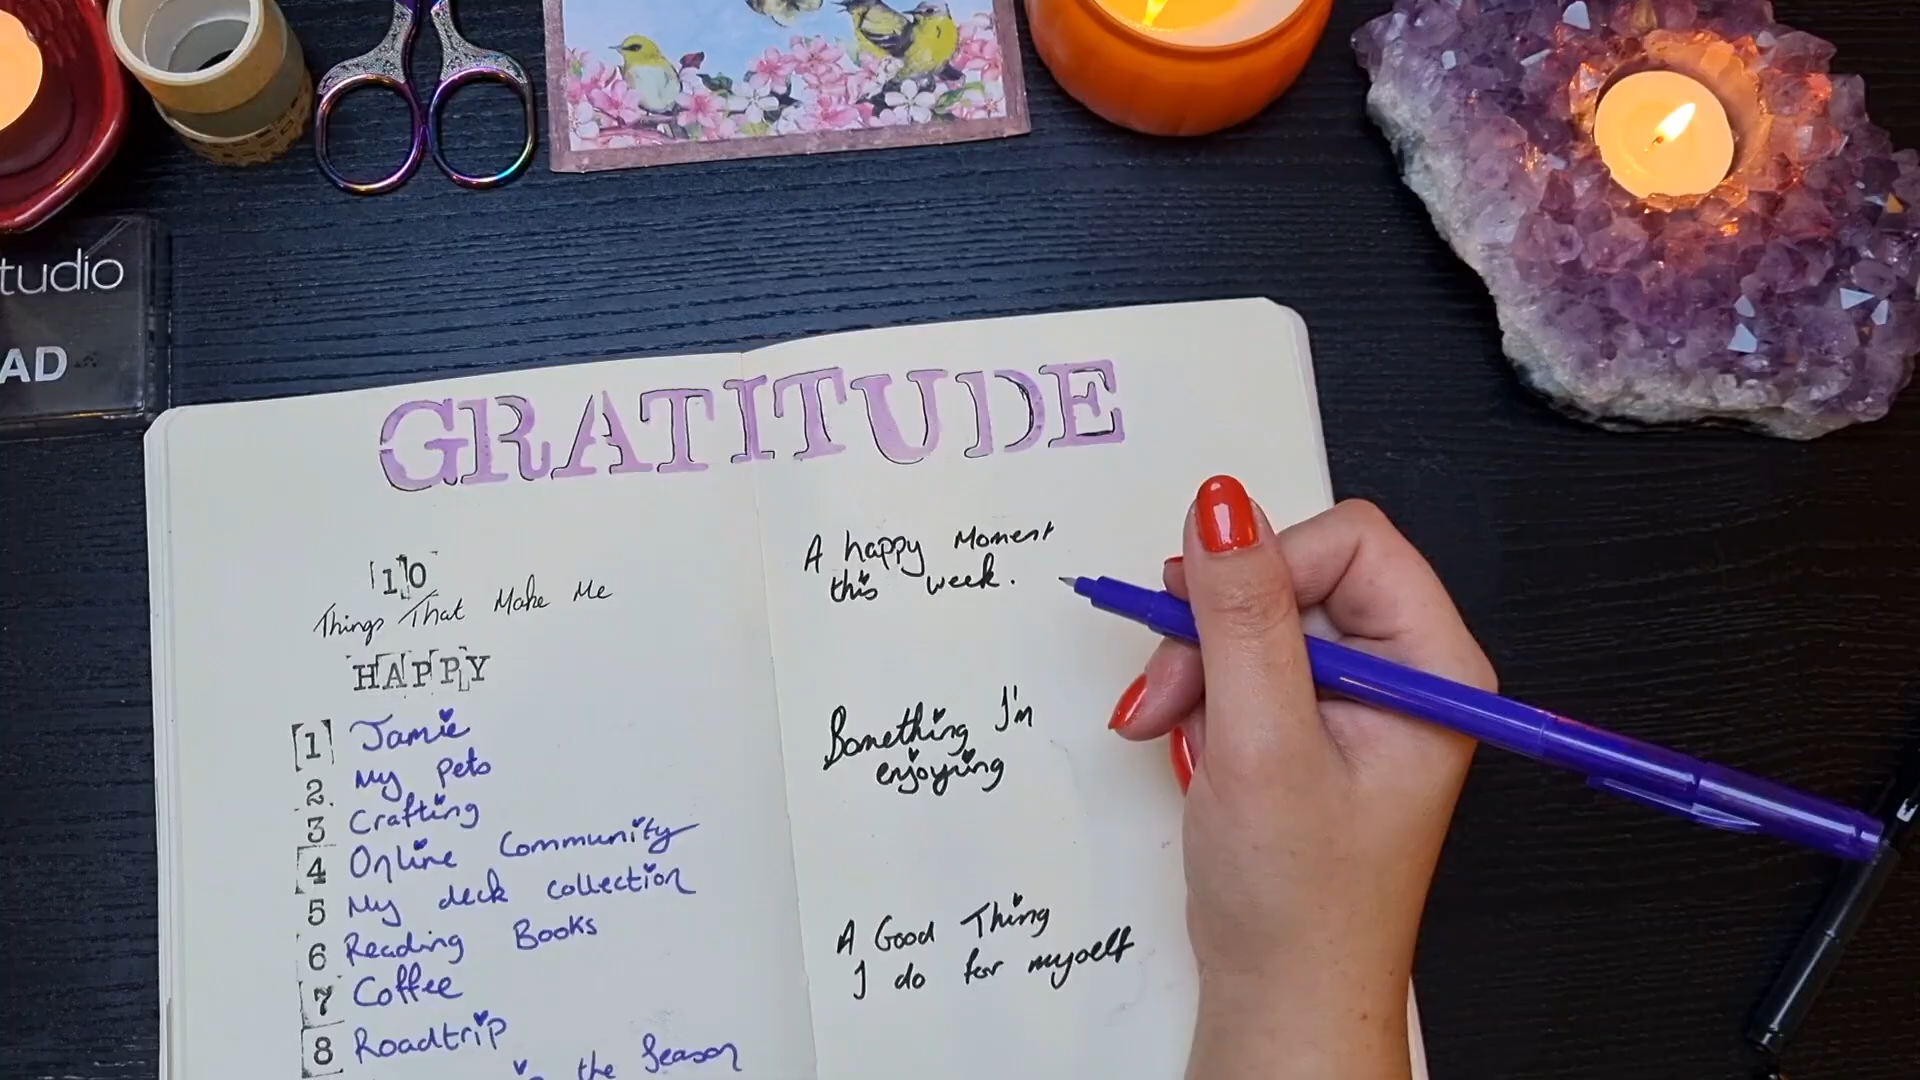 tudio
AD
GRATITUDE
10
Things That Make Me
HAPPY
1 Jamie
2 My pets
3 Crafting
4 Online Community
5 My deck collection
6 Reading Books
7 Coffee
8 Roadtrip
the Season
A happy Moment
this week.
Something I'm
enjoying
A Good Thing
I do for myself